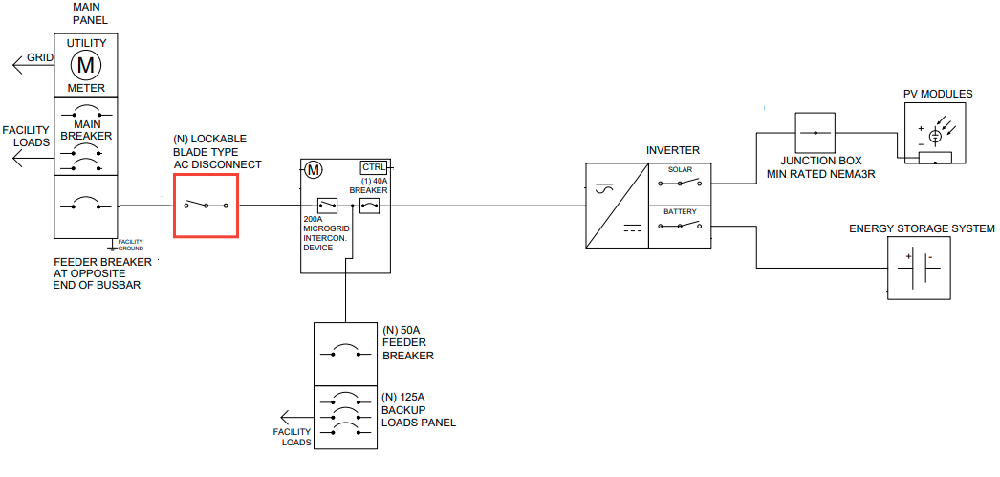 MAIN
PANEL
UTILITY
M
METER
GRID
MAIN
BREAKER
FACILITY
LOADS
FACILITY
GROUND
FEEDER BREAKER
AT OPPOSITE
END OF BUSBAR
(N) LOCKABLE
BLADE TYPE
AC DISCONNECT
M
CTRL
(1) 40A
BREAKER
200A
MICROGRID
INTERCON.
DEVICE
(N) 50A
FEEDER
BREAKER
(N) 125A
BACKUP
LOADS PANEL
FACILITY
LOADS
INVERTER
SOLAR
BATTERY
JUNCTION BOX
MIN RATED NEMA3R
PV MODULES
+
-
ENERGY STORAGE SYSTEM
+
-